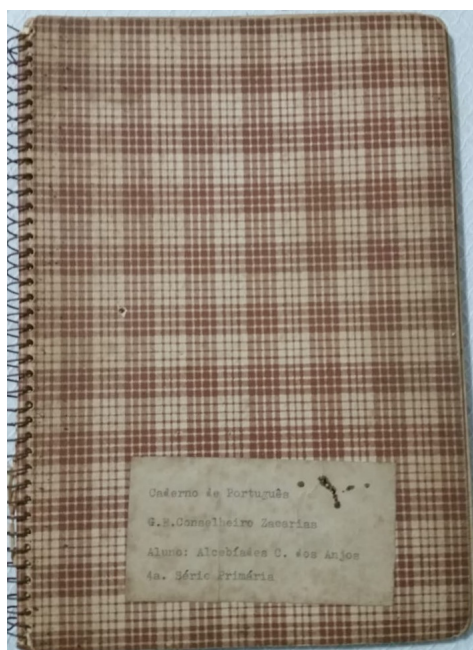 Caderno de Português
G.E.Conselheiro Zacarias
Aluno: Alcebíades C. dos Anjos
4a. Série Primária